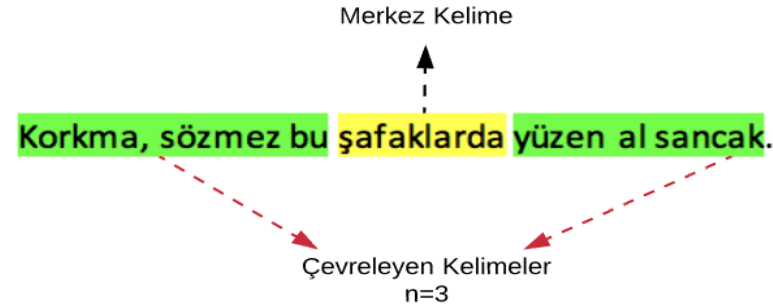 Merkez Kelime
Korkma, sözmez bu şafaklarda yüzen al sancak.
Çevreleyen Kelimeler
n=3